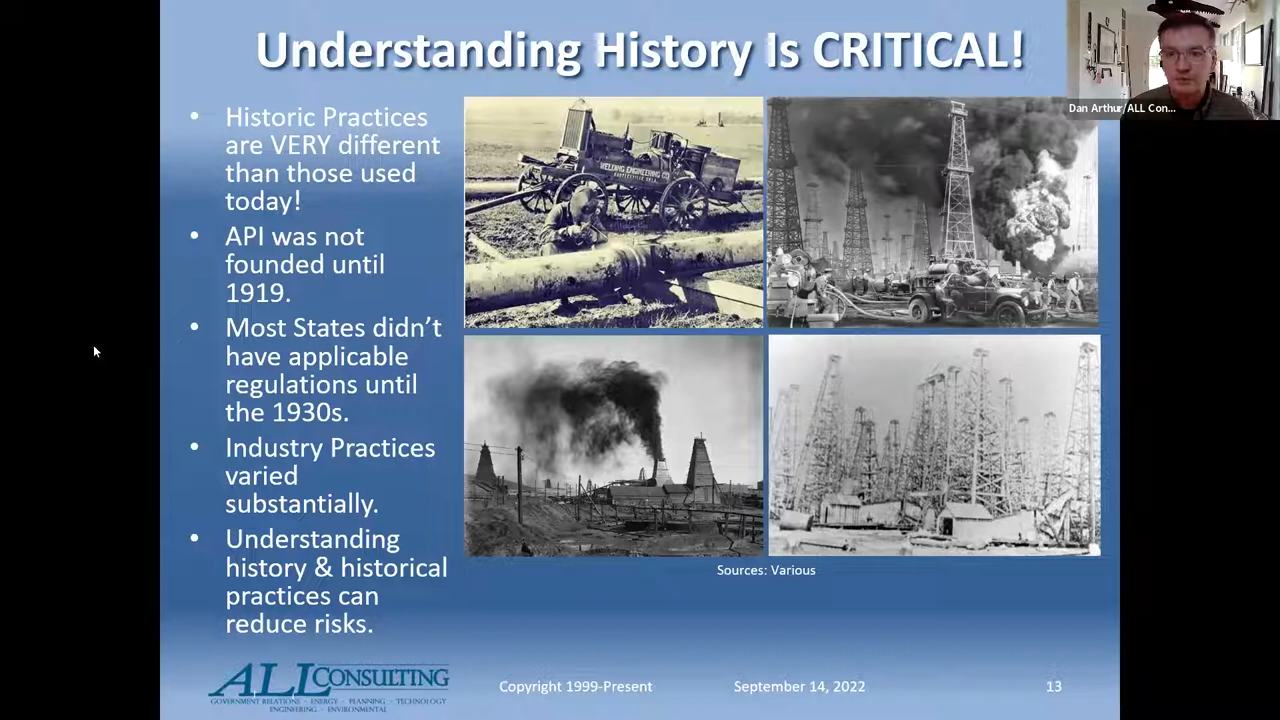 Understanding History Is CRITICAL!
Dan Arthur/ALL Con...
• Historic Practices
are VERY different
than those used
today!
• API was not
founded until
1919.
• Most States didn't
have applicable
regulations until
the 1930s.
• Industry Practices
varied
substantially.
• Understanding
history & historical
practices can
reduce risks.
WELDING ENGINEERING CO
Sources: Various
ALL CONSULTING
GOVERNMENT RELATIONS · ENERGY · PLANNING · TECHNOLOGY
ENGINEERING · ENVIRONMENTAL
Copyright 1999-Present
September 14, 2022
13